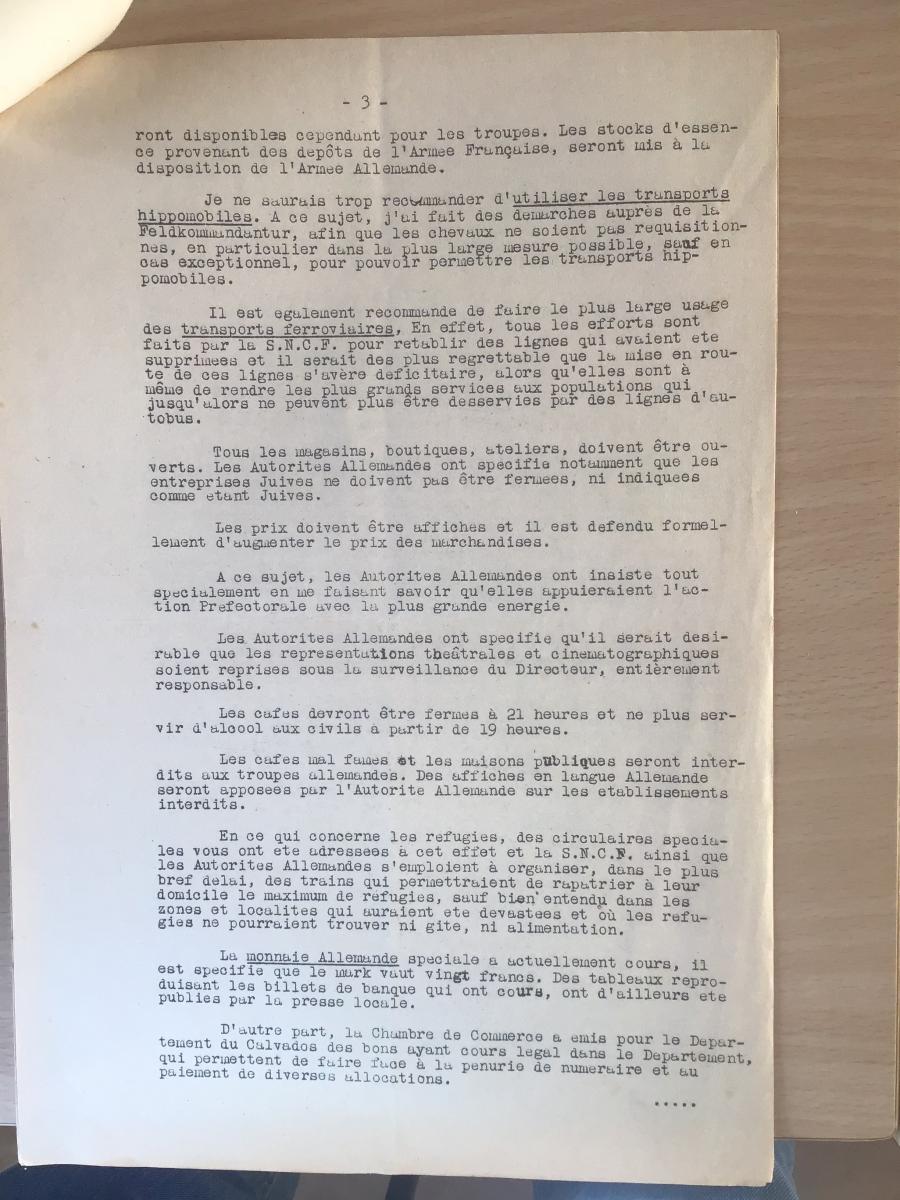 - 3 -
ront disponibles cependant pour les troupes. Les stocks d'essen-
ce provenant des depôts de l'Armee Française, seront mis à la
disposition de l'Armee Allemande.
Je ne saurais trop recommander d'utiliser les transports
hippomobiles. A ce sujet, j'ai fait des demarches auprès de la
Feldkommandantur, afin que les chevaux ne soient pas requisition-
nes, en particulier dans la plus large mesure possible, sauf en
cas exceptionnel, pour pouvoir permettre les transports hip-
pomobiles.
Il est egalement recommande de faire le plus large usage
des transports ferroviaires, En effet, tous les efforts sont
faits par la S.N.C.F. pour retablir des lignes qui avaient ete
supprimees et il serait des plus regrettable que la mise en rou-
te de ces lignes s'avère deficitaire, alors qu'elles sont à
même de rendre les plus grands services aux populations qui
jusqu'alors ne peuvent plus être desservies par des lignes d'au-
tobus.
Tous les magasins, boutiques, ateliers, doivent être ou-
verts. Les Autorites Allemandes ont specifie notamment que les
entreprises Juives ne doivent pas être fermees, ni indiquees
comme etant Juives.
Les prix doivent être affiches et il est defendu formel-
lement d'augmenter le prix des marchandises.
A ce sujet, les Autorites Allemandes ont insiste tout
specialement en me faisant savoir qu'elles appuieraient l'ac-
tion Prefectorale avec la plus grande energie.
Les Autorites Allemandes ont specifie qu'il serait desi-
rable que les representations theâtrales et cinematographiques
soient reprises sous la surveillance du Directeur, entièrement
responsable.
Les cafes devront être fermes à 21 heures et ne plus ser-
vir d'alcool aux civils à partir de 19 heures.
Les cafes mal fames et les maisons publiques seront inter-
dits aux troupes allemandes. Des affiches en langue Allemande
seront apposees par l'Autorite Allemande sur les etablissements
interdits.
En ce qui concerne les refugies, des circulaires specia-
les vous ont ete adressees à cet effet et la S.N.C.F. ainsi que
les Autorites Allemandes s'emploient à organiser, dans le plus
bref delai, des trains qui permettraient de rapatrier à leur
domicile le maximum de refugies, sauf bien entendu dans les
zones et localites qui auraient ete devastees et où les refu-
gies ne pourraient trouver ni gite, ni alimentation.
La monnaie Allemande speciale a actuellement cours, il
est specifie que le mark vaut vingt francs. Des tableaux repro-
duisant les billets de banque qui ont cours, ont d'ailleurs ete
publies par la presse locale.
D'autre part, la Chambre de Commerce a emis pour le Depar-
tement du Calvados des bons ayant cours legal dans le Departement,
qui permettent de faire face à la penurie de numeraire et au
paiement de diverses allocations.
.....